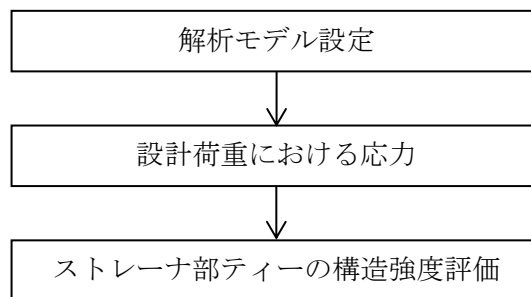 解析モデル設定
設計荷重における応力
ストレーナ部ティーの構造強度評価